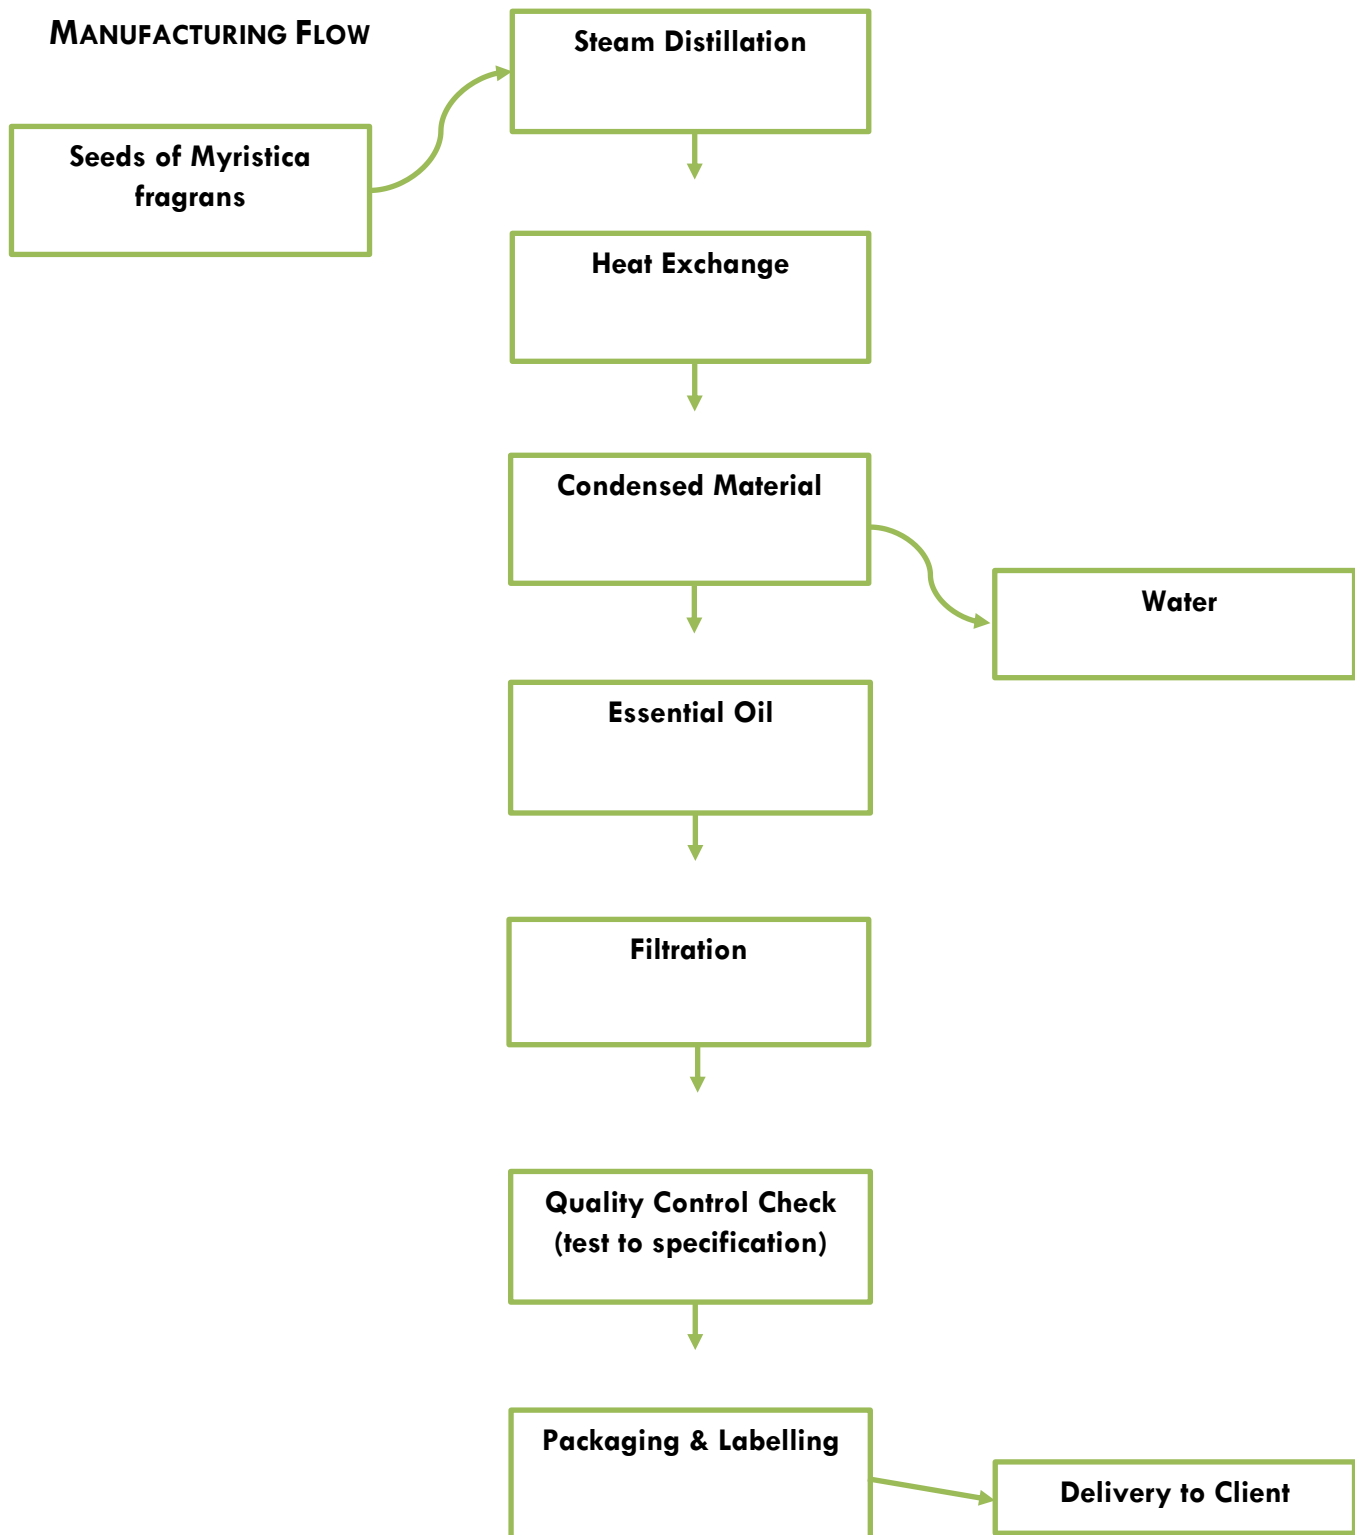 MANUFACTURING FLOW
Steam Distillation
Seeds of Myristica
fragrans
Heat Exchange
Condensed Material
Water
Essential Oil
Filtration
Quality Control Check
(test to specification)
Packaging & Labelling
Delivery to Client